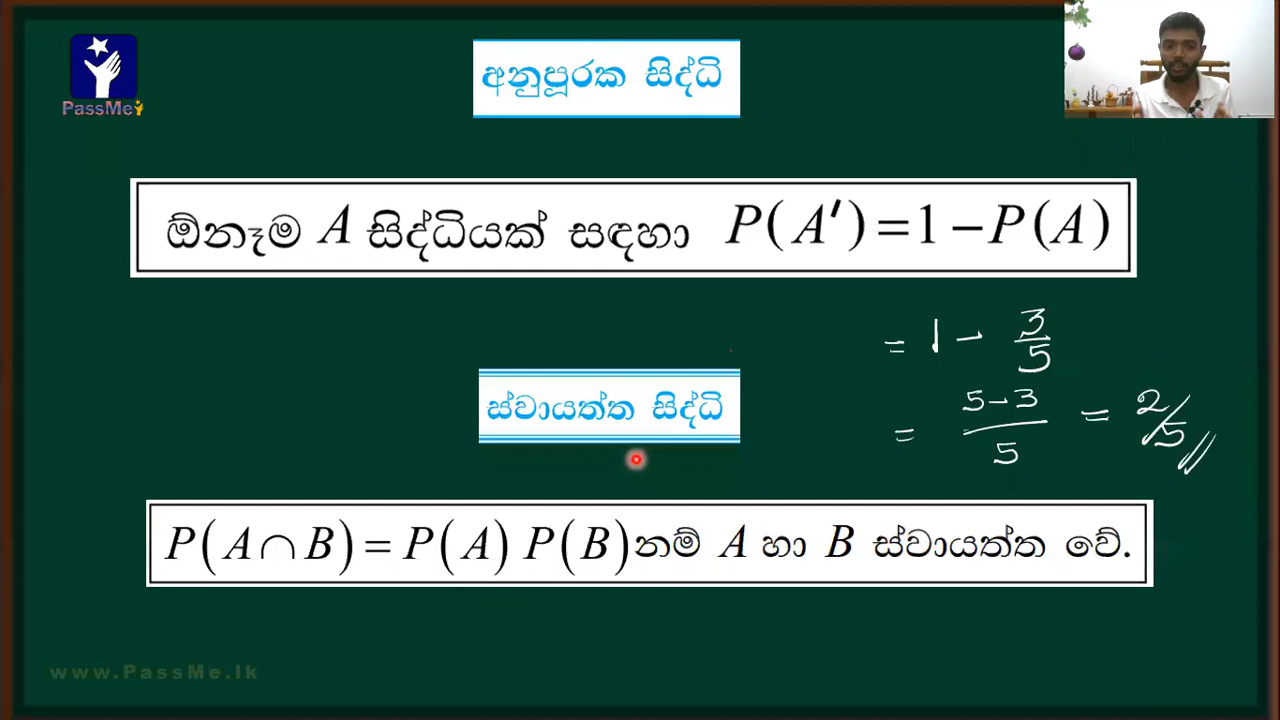 PassMe
අනුපූරක සිද්ධි
ඕනෑම A සිද්ධියක් සඳහා P(A′) = 1 − P(A)
= 1 − 3/5
= 5−3/5 = 2/5
ස්වායත්ත සිද්ධි
P(A∩B) = P(A) P(B) නම් A හා B ස්වායත්ත වේ.
www.PassMe.lk